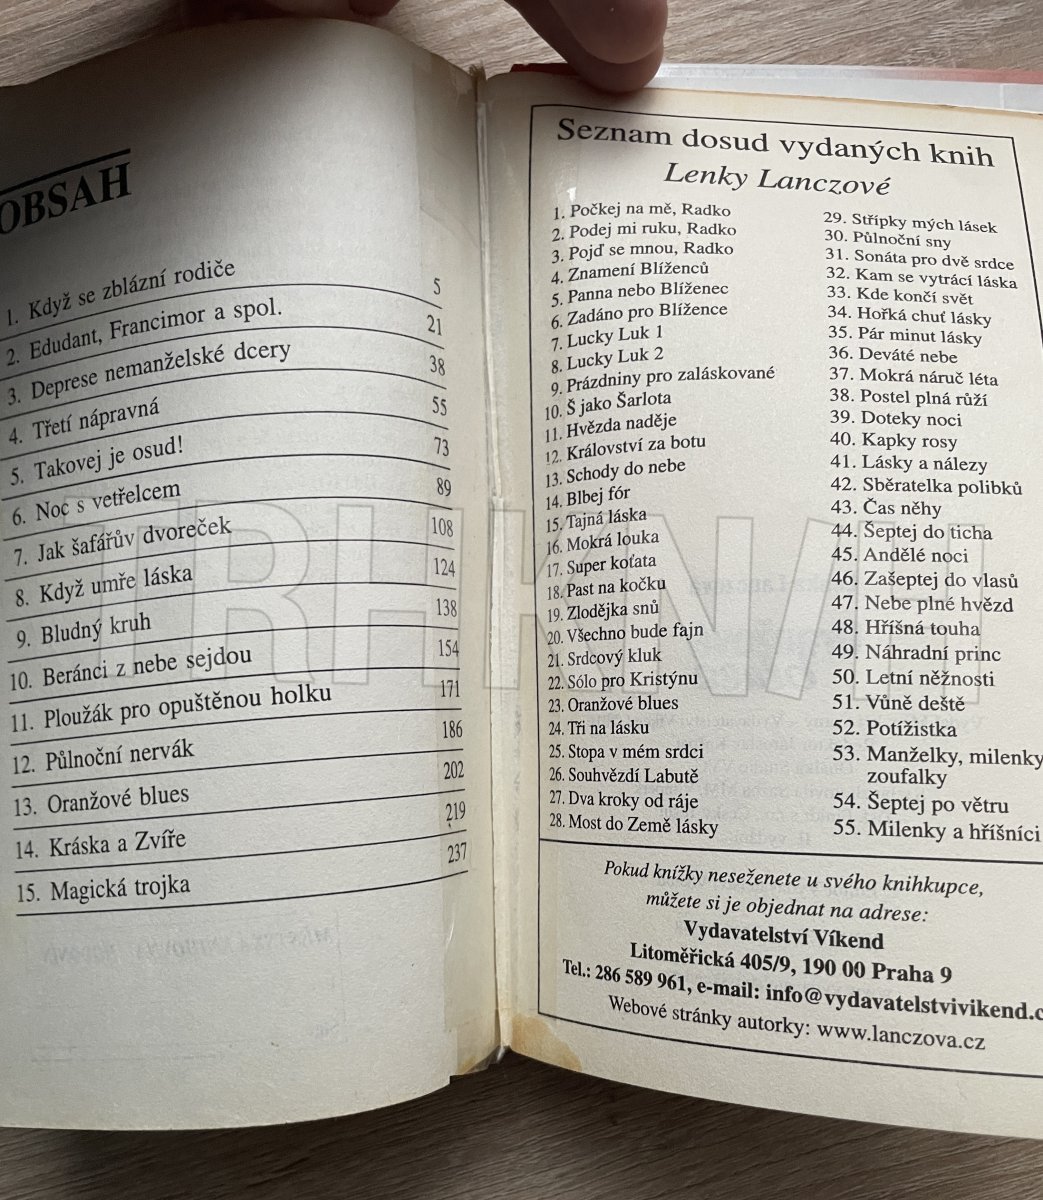 OBSAH
1. Když se zblázní rodiče 5
2. Edudant, Francimor a spol. 21
3. Deprese nemanželské dcery 38
4. Třetí nápravná 55
5. Takovej je osud! 73
6. Noc s vetřelcem 89
7. Jak šafářův dvoreček 108
8. Když umře láska 124
9. Bludný kruh 138
10. Beránci z nebe sejdou 154
11. Ploužák pro opuštěnou holku 171
12. Půlnoční nervák 186
13. Oranžové blues 202
14. Kráska a Zvíře 219
15. Magická trojka 237
Seznam dosud vydaných knih
Lenky Lanczové
1. Počkej na mě, Radko
2. Podej mi ruku, Radko
3. Pojď se mnou, Radko
4. Znamení Blíženců
5. Panna nebo Blíženec
6. Zadáno pro Blížence
7. Lucky Luk 1
8. Lucky Luk 2
9. Prázdniny pro zaláskované
10. Š jako Šarlota
11. Hvězda naděje
12. Království za botu
13. Schody do nebe
14. Blbej fór
15. Tajná láska
16. Mokrá louka
17. Super koťata
18. Past na kočku
19. Zlodějka snů
20. Všechno bude fajn
21. Srdcový kluk
22. Sólo pro Kristýnu
23. Oranžové blues
24. Tři na lásku
25. Stopa v mém srdci
26. Souhvězdí Labutě
27. Dva kroky od ráje
28. Most do Země lásky
29. Střípky mých lásek
30. Půlnoční sny
31. Sonáta pro dvě srdce
32. Kam se vytrácí láska
33. Kde končí svět
34. Hořká chuť lásky
35. Pár minut lásky
36. Deváté nebe
37. Mokrá náruč léta
38. Postel plná růží
39. Doteky noci
40. Kapky rosy
41. Lásky a nálezy
42. Sběratelka polibků
43. Čas něhy
44. Šeptej do ticha
45. Andělé noci
46. Zašeptej do vlasů
47. Nebe plné hvězd
48. Hříšná touha
49. Náhradní princ
50. Letní něžnosti
51. Vůně deště
52. Potížistka
53. Manželky, milenky
zoufalky
54. Šeptej po větru
55. Milenky a hříšníci
Pokud knížky neseženete u svého knihkupce,
můžete si je objednat na adrese:
Vydavatelství Víkend
Litoměřická 405/9, 190 00 Praha 9
Tel.: 286 589 961, e-mail: info@vydavatelstvivikend.c
Webové stránky autorky: www.lanczova.cz
TRHKNIH